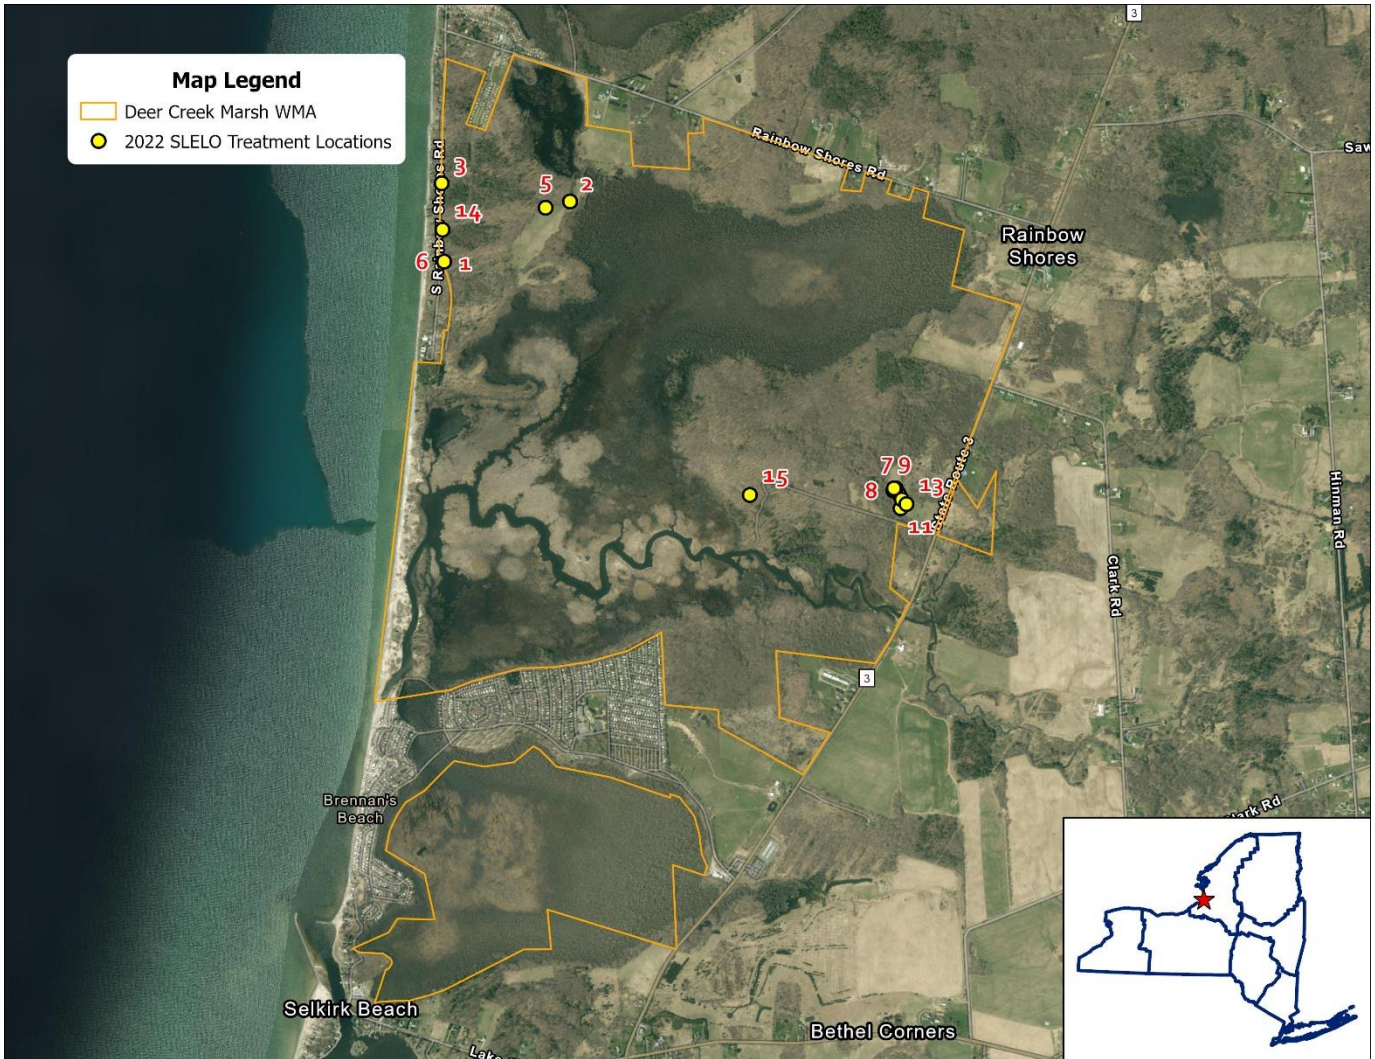 3
Map Legend
Deer Creek Marsh WMA
2022 SLELO Treatment Locations
Rainbow Shores Rd
Saw
3
5
2
14
S Rainbow Shores Rd
Rainbow
Shores
6
1
7
9
15
8
13
State Route 3
11
Hinman Rd
Clark Rd
3
Brennan's
Beach
Clark Rd
Selkirk Beach
Bethel Corners